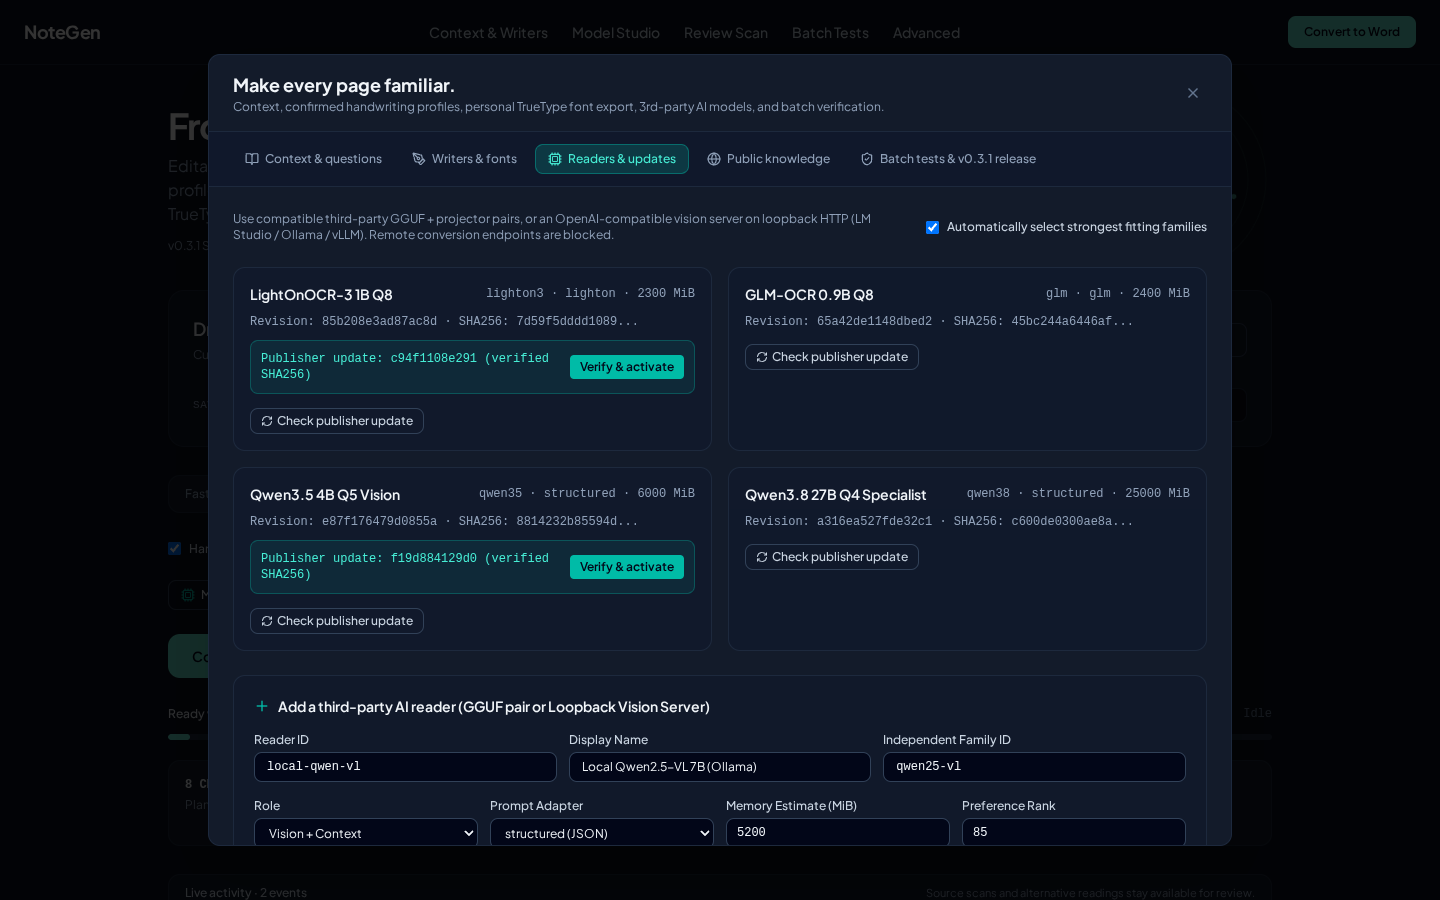 NoteGen
Context & Writers
Model Studio
Review Scan
Batch Tests
Advanced
Convert to Word
Make every page familiar.
Context, confirmed handwriting profiles, personal TrueType font export, 3rd-party AI models, and batch verification.
Context & questions
Writers & fonts
Readers & updates
Public knowledge
Batch tests & v0.3.1 release
Use compatible third-party GGUF + projector pairs, or an OpenAI-compatible vision server on loopback HTTP (LM
Studio / Ollama / vLLM). Remote conversion endpoints are blocked.
Automatically select strongest fitting families
LightOnOCR-3 1B Q8
lighton3 · lighton · 2300 MiB
Revision: 85b208e3ad87ac8d · SHA256: 7d59f5dddd1089...
Publisher update: c94f1108e291 (verified
SHA256)
Verify & activate
Check publisher update
GLM-OCR 0.9B Q8
glm · glm · 2400 MiB
Revision: 65a42de1148dbed2 · SHA256: 45bc244a6446af...
Check publisher update
Qwen3.5 4B Q5 Vision
qwen35 · structured · 6000 MiB
Revision: e87f176479d0855a · SHA256: 8814232b85594d...
Publisher update: f19d884129d0 (verified
SHA256)
Verify & activate
Check publisher update
Qwen3.8 27B Q4 Specialist
qwen38 · structured · 25000 MiB
Revision: a316ea527fde32c1 · SHA256: c600de0300ae8a...
Check publisher update
Add a third-party AI reader (GGUF pair or Loopback Vision Server)
Reader ID
Display Name
Independent Family ID
local-qwen-vl
Local Qwen2.5-VL 7B (Ollama)
qwen25-vl
Role
Prompt Adapter
Memory Estimate (MiB)
Preference Rank
Vision + Context
structured (JSON)
5200
85
Ready
Idle
Live activity · 2 events
Source scans and alternative readings stay available for review.